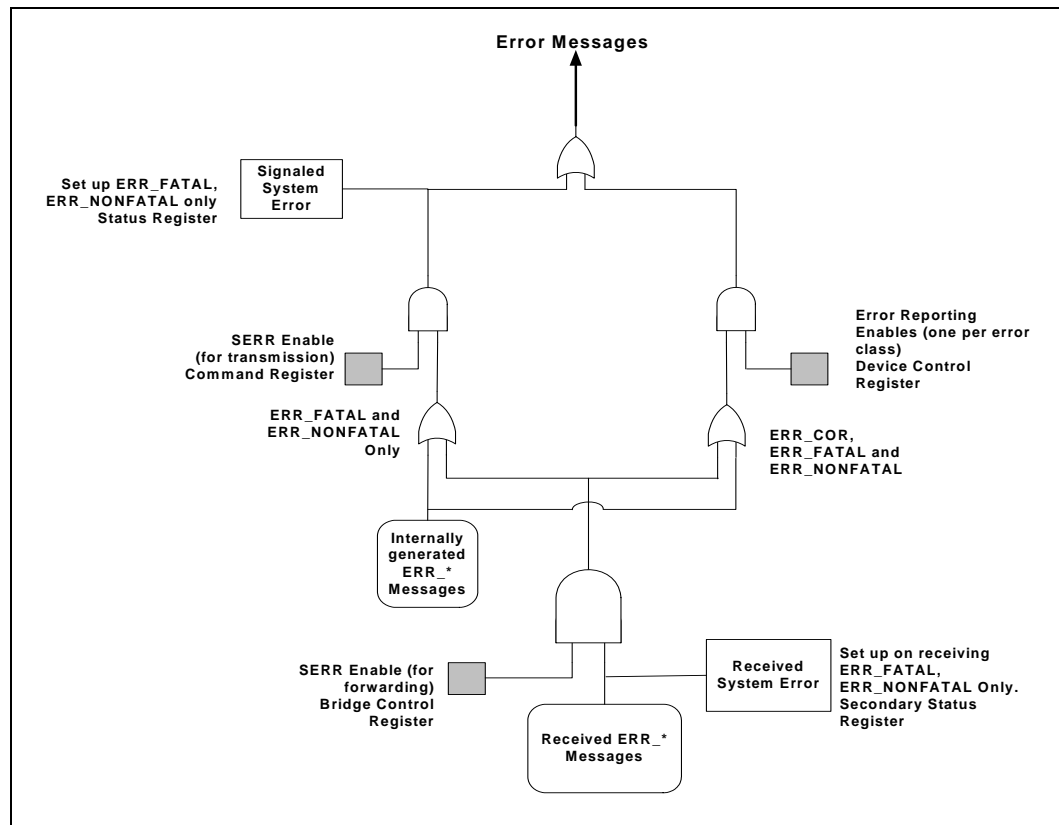 Error Messages
Signaled
System
Error
Set up ERR_FATAL,
ERR_NONFATAL only
Status Register
SERR Enable
(for transmission)
Command Register
Error Reporting
Enables (one per error
class)
Device Control
Register
ERR_FATAL and
ERR_NONFATAL
Only
ERR_COR,
ERR_FATAL and
ERR_NONFATAL
Internally
generated
ERR_*
Messages
SERR Enable (for
forwarding)
Bridge Control
Register
Received
System Error
Set up on receiving
ERR_FATAL,
ERR_NONFATAL Only.
Secondary Status
Register
Received ERR_*
Messages